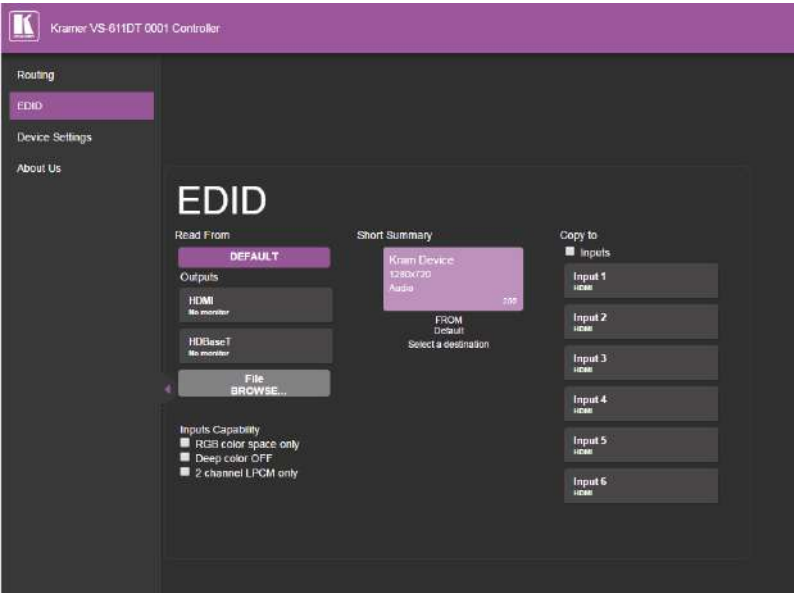 Kramer VS-611DT 0001 Controller
Routing
EDID
Device Settings
About Us
EDID
Read From
DEFAULT
Outputs
HDMI
No monitor
HDBaseT
No monitor
File
BROWSE...
Inputs Capability
RGB color space only
Deep color OFF
2 channel LPCM only
Short Summary
Kram Device
1280x720
Audio
FROM
Default
Select a destination
Copy to
Inputs
Input 1
HDMI
Input 2
HDMI
Input 3
HDMI
Input 4
HDMI
Input 5
HDMI
Input 6
HDMI